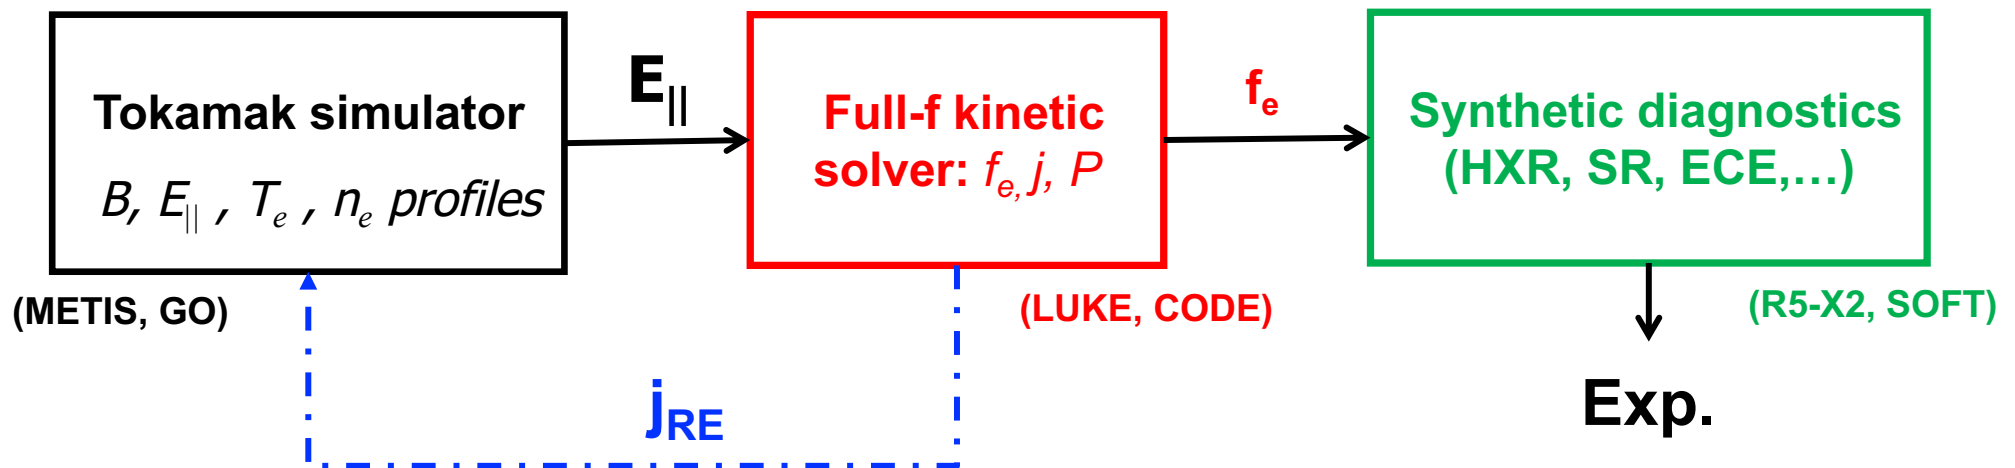 Tokamak simulator
B, E|| , Te , ne profiles
(METIS, GO)
E||
Full-f kinetic
solver: fe, j, P
(LUKE, CODE)
fe
Synthetic diagnostics
(HXR, SR, ECE,…)
(R5-X2, SOFT)
jRE
Exp.